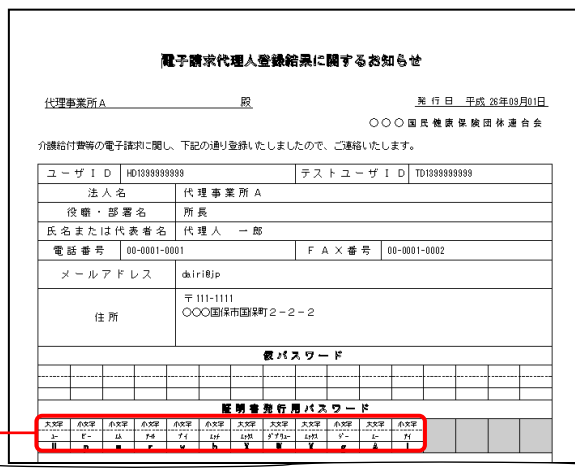 電子請求代理人登録結果に関するお知らせ
代理事業所A 殿
発行日 平成 26年09月01日
○○○国民健康保険団体連合会
介護給付費等の電子請求に関し、下記の通り登録いたしましたので、ご連絡いたします。
ユーザID HD1399999999 テストユーザID TD1399999999
法人名 代理事業所A
役職・部署名 所長
氏名または代表者名 代理人 一郎
電話番号 00-0001-0001 FAX番号 00-0001-0002
メールアドレス dairi@jp
住所 〒111-1111
○○○国保市国保町2-2-2
仮パスワード
証明書発行用パスワード
大文字 小文字 小文字 小文字 小文字 小文字 大文字 大文字 大文字 小文字 大文字 小文字